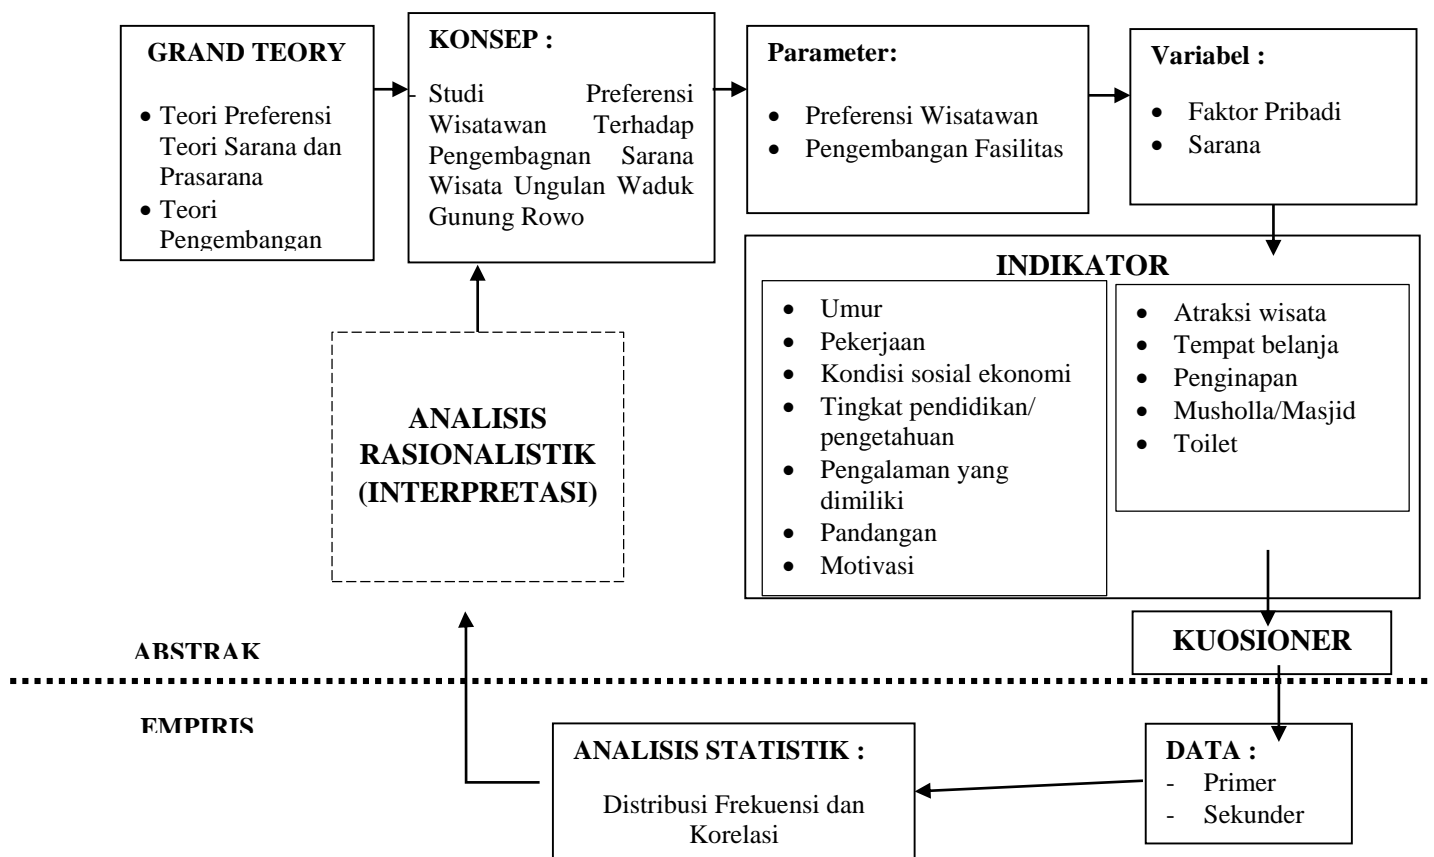 GRAND TEORY
• Teori Preferensi
Teori Sarana dan
Prasarana
• Teori
Pengembangan
KONSEP :
- Studi Preferensi
Wisatawan Terhadap
Pengembagnan Sarana
Wisata Ungulan Waduk
Gunung Rowo
Parameter:
• Preferensi Wisatawan
• Pengembangan Fasilitas
Variabel :
• Faktor Pribadi
• Sarana
INDIKATOR
• Umur
• Pekerjaan
• Kondisi sosial ekonomi
• Tingkat pendidikan/
pengetahuan
• Pengalaman yang
dimiliki
• Pandangan
• Motivasi
• Atraksi wisata
• Tempat belanja
• Penginapan
• Musholla/Masjid
• Toilet
ANALISIS
RASIONALISTIK
(INTERPRETASI)
KUOSIONER
ABSTRAK
EMPIRIS
ANALISIS STATISTIK :
Distribusi Frekuensi dan
Korelasi
DATA :
- Primer
- Sekunder